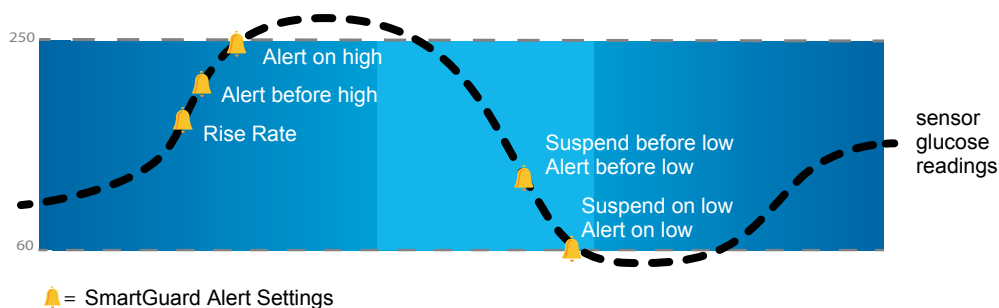 250
Alert on high
Alert before high
Rise Rate
Suspend before low
Alert before low
Suspend on low
Alert on low
sensor
glucose
readings
60
= SmartGuard Alert Settings